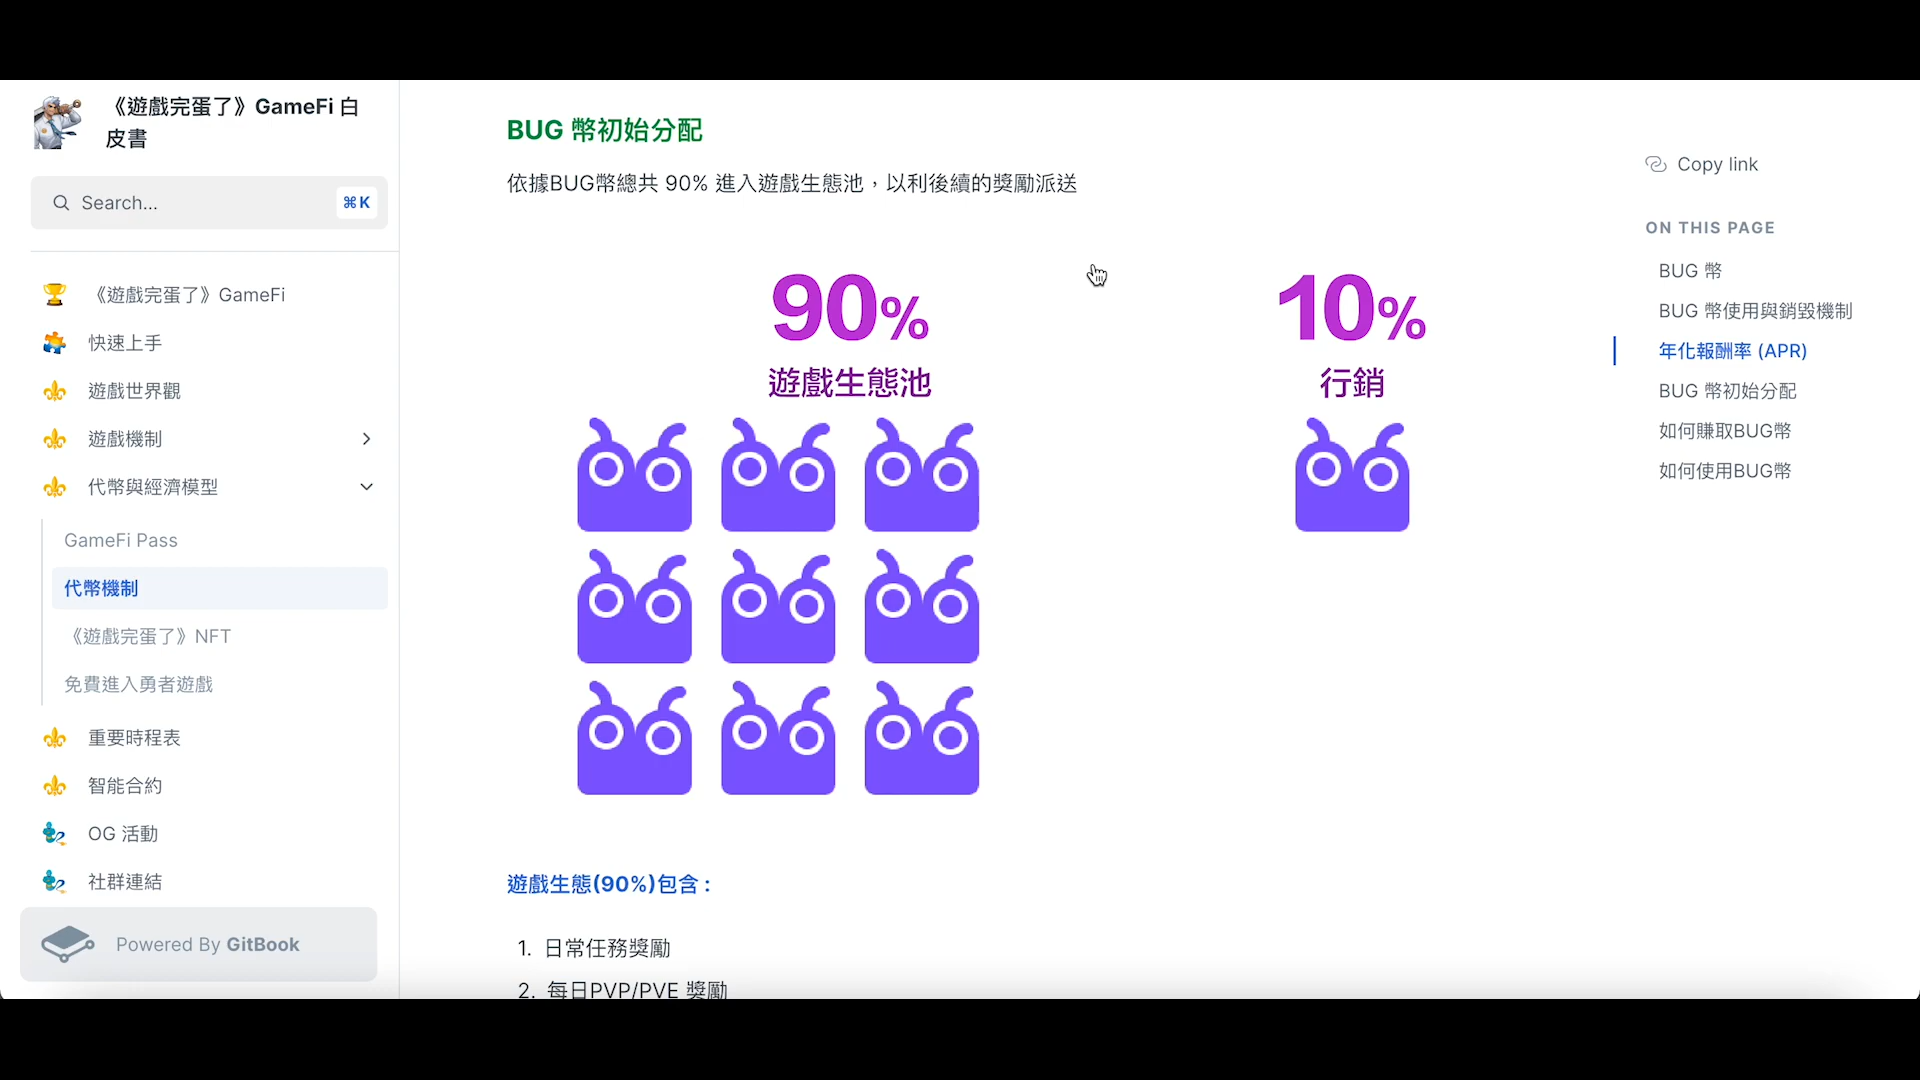 《遊戲完蛋了》GameFi 白
皮書
Search...
⌘K
《遊戲完蛋了》GameFi
快速上手
遊戲世界觀
遊戲機制
代幣與經濟模型
GameFi Pass
代幣機制
《遊戲完蛋了》NFT
免費進入勇者遊戲
重要時程表
智能合約
OG 活動
社群連結
Powered By GitBook
BUG 幣初始分配
依據BUG幣總共 90% 進入遊戲生態池，以利後續的獎勵派送
90%
遊戲生態池
10%
行銷
遊戲生態(90%)包含 :
1. 日常任務獎勵
2. 每日PVP/PVE 獎勵
Copy link
ON THIS PAGE
BUG 幣
BUG 幣使用與銷毀機制
年化報酬率 (APR)
BUG 幣初始分配
如何賺取BUG幣
如何使用BUG幣